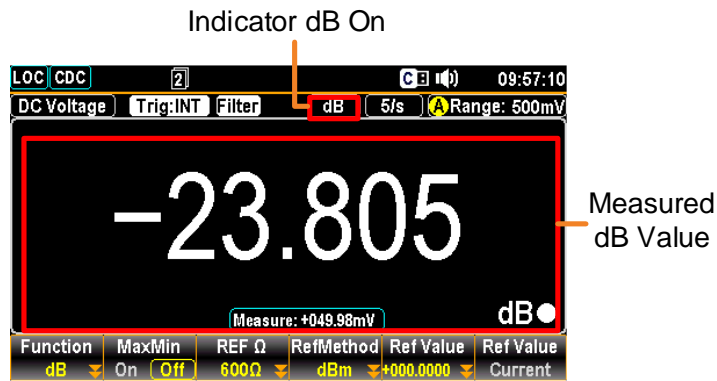 Indicator dB On
LOC CDC 2 C 09:57:10
DC Voltage Trig:INT Filter dB 5/s A Range: 500mV
−23.805
Measured
dB Value
Measure: +049.98mV dB
Function MaxMin REF Ω RefMethod Ref Value Ref Value
dB On Off 600Ω dBm +000.0000 Current